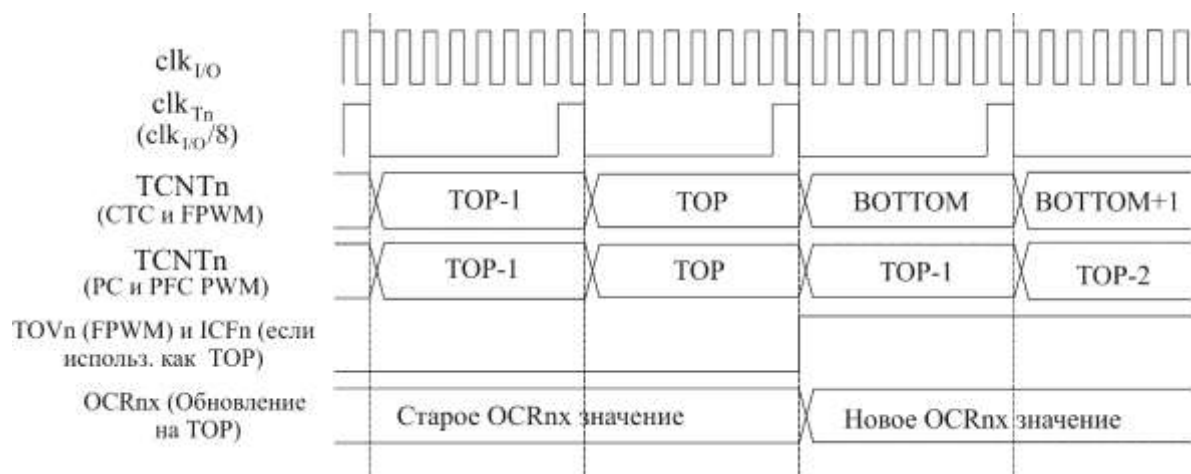 clkI/O
clkTn
(clkI/O/8)
TCNTn
(CTC и FPWM)
TOP-1
TOP
BOTTOM
BOTTOM+1
TCNTn
(PC и PFC PWM)
TOP-1
TOP
TOP-1
TOP-2
TOVn (FPWM) и ICFn (если
использ. как TOP)
OCRnx (Обновление
на TOP)
Старое OCRnx значение
Новое OCRnx значение